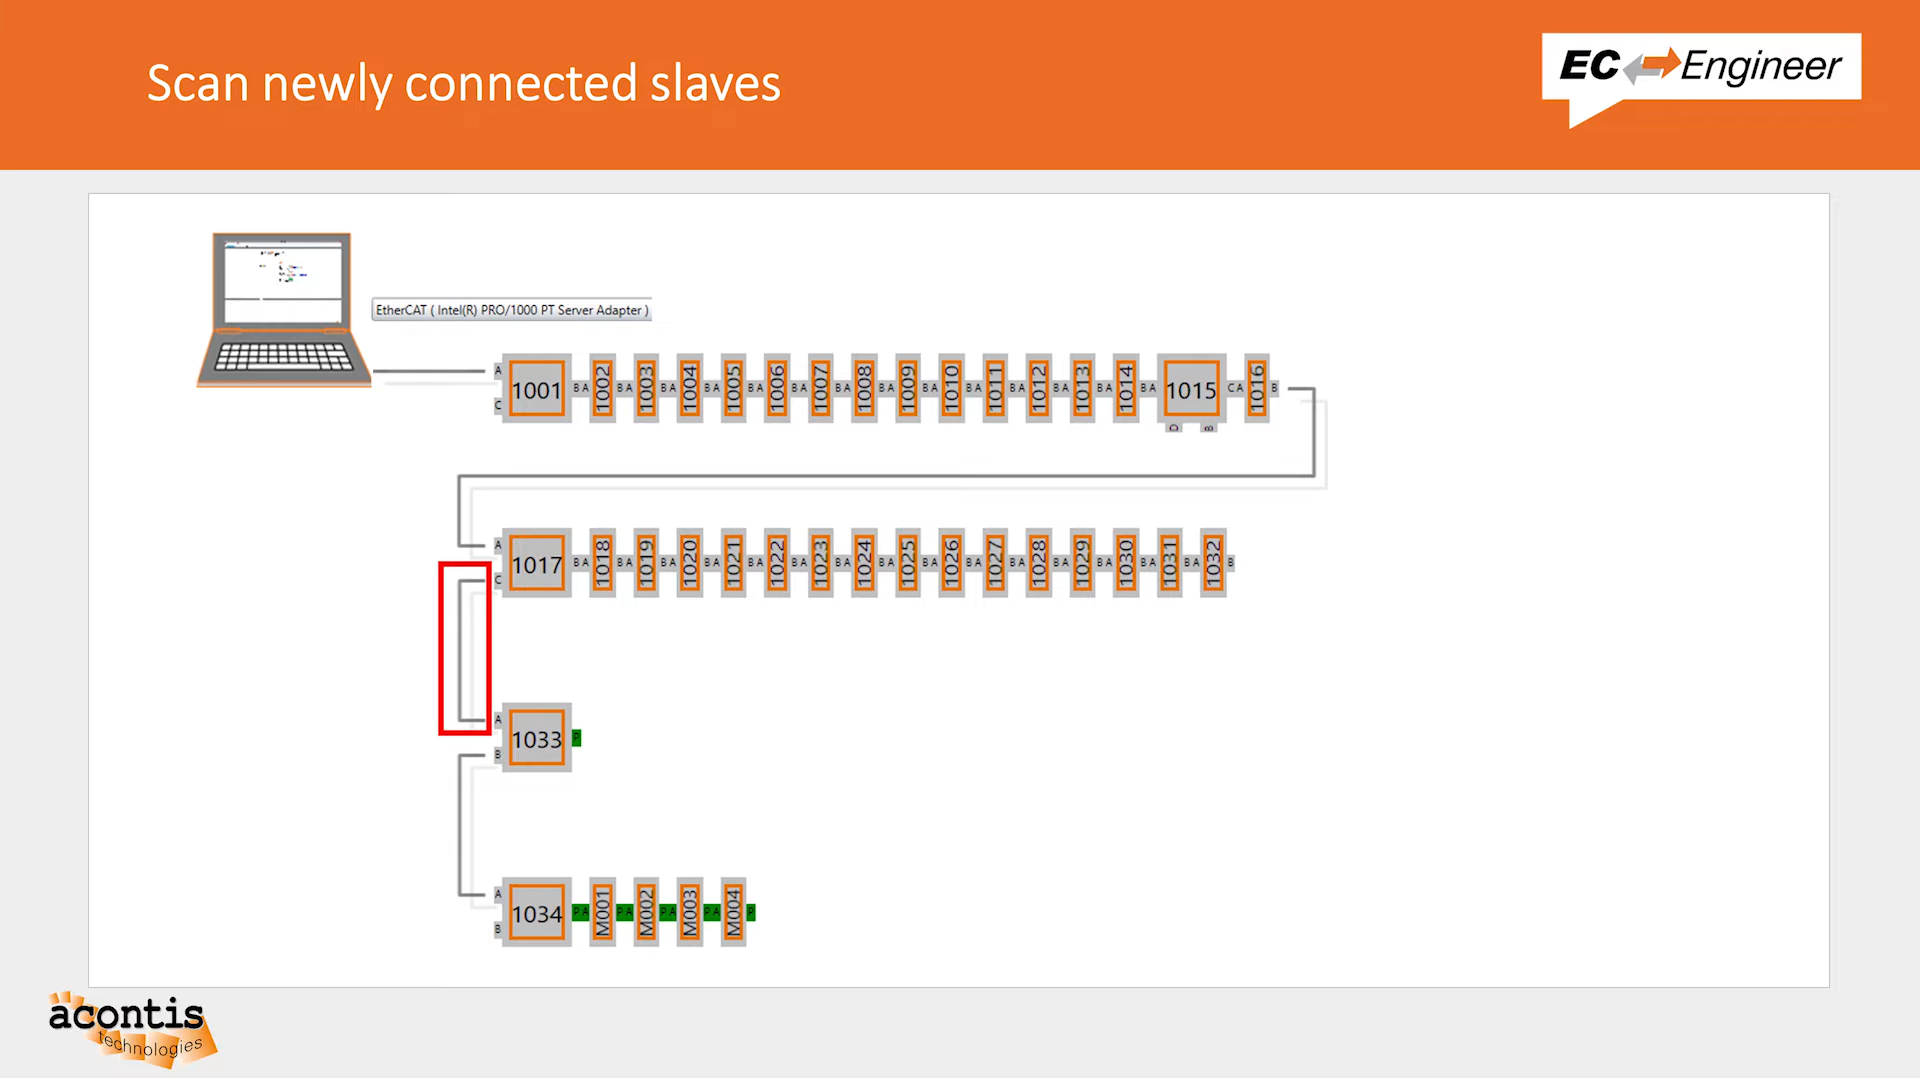 Scan newly connected slaves
EC Engineer
EtherCAT ( Intel(R) PRO/1000 PT Server Adapter )
A C 1001 B A 1002 B A 1003 B A 1004 B A 1005 B A 1006 B A 1007 B A 1008 B A 1009 B A 1010 B A 1011 B A 1012 B A 1013 B A 1014 B A 1015 C A 1016 B
D B
A C 1017 B A 1018 B A 1019 B A 1020 B A 1021 B A 1022 B A 1023 B A 1024 B A 1025 B A 1026 B A 1027 B A 1028 B A 1029 B A 1030 B A 1031 B A 1032 B
A B 1033 P
A B 1034 P A M001 P A M002 P A M003 P A M004 P
acontis
technologies